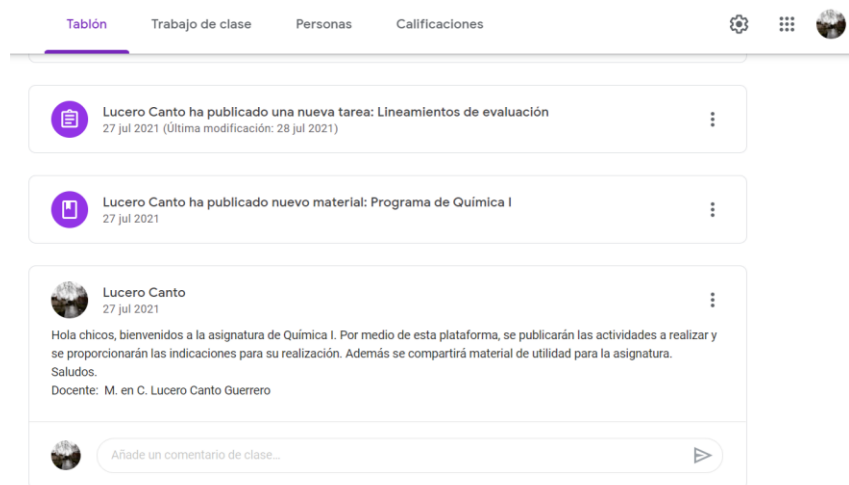 Tablón Trabajo de clase Personas Calificaciones
Lucero Canto ha publicado una nueva tarea: Lineamientos de evaluación
27 jul 2021 (Última modificación: 28 jul 2021)
Lucero Canto ha publicado nuevo material: Programa de Química I
27 jul 2021
Lucero Canto
27 jul 2021
Hola chicos, bienvenidos a la asignatura de Química I. Por medio de esta plataforma, se publicarán las actividades a realizar y
se proporcionarán las indicaciones para su realización. Además se compartirá material de utilidad para la asignatura.
Saludos.
Docente: M. en C. Lucero Canto Guerrero
Añade un comentario de clase...